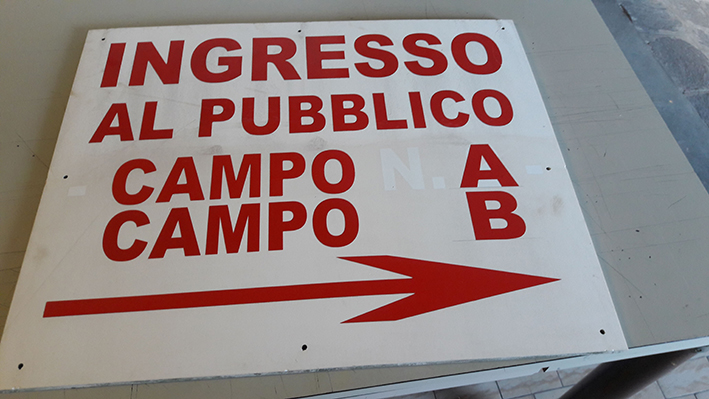 INGRESSO
AL PUBBLICO
- CAMPO N. A -
CAMPO B